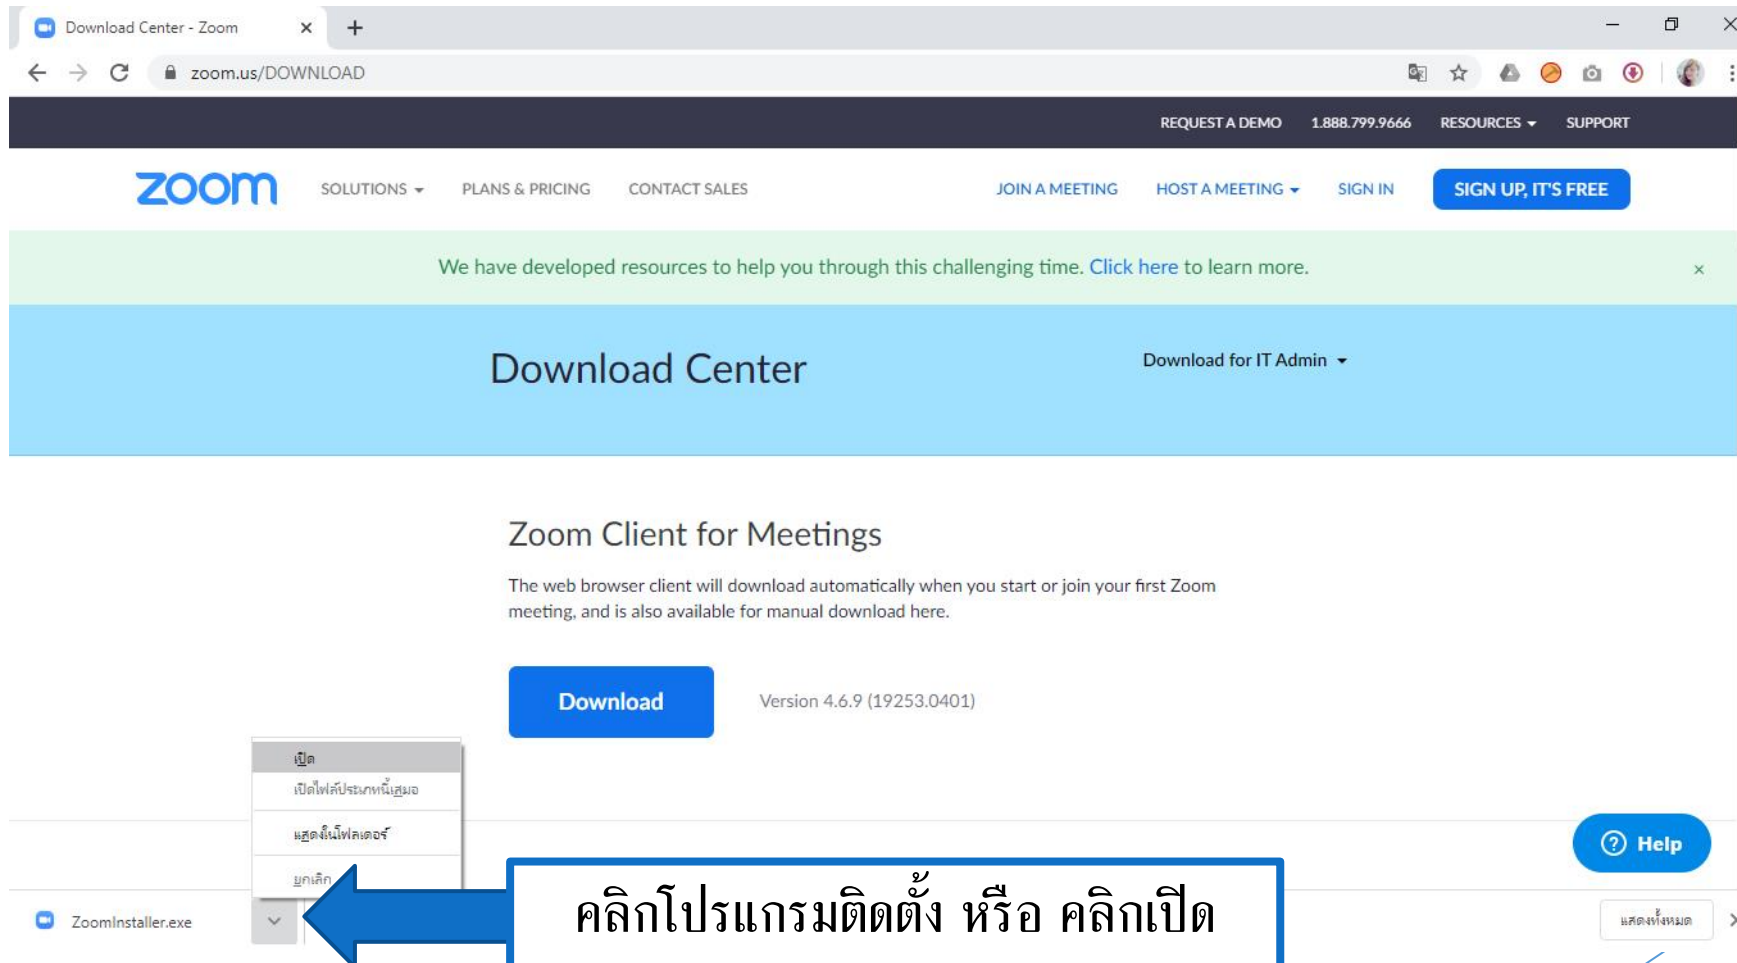 Download Center - Zoom
zoom.us/DOWNLOAD
REQUEST A DEMO 1.888.799.9666 RESOURCES SUPPORT
zoom SOLUTIONS PLANS & PRICING CONTACT SALES JOIN A MEETING HOST A MEETING SIGN IN SIGN UP, IT'S FREE
We have developed resources to help you through this challenging time. Click here to learn more.
Download Center
Download for IT Admin
Zoom Client for Meetings
The web browser client will download automatically when you start or join your first Zoom
meeting, and is also available for manual download here.
Download
Version 4.6.9 (19253.0401)
เปิด
เปิดไฟล์ประเภทนี้เสมอ
แสดงในโฟลเดอร์
ยกเลิก
Help
คลิกโปรแกรมติดตั้ง หรือ คลิกเปิด
ZoomInstaller.exe
แสดงทั้งหมด